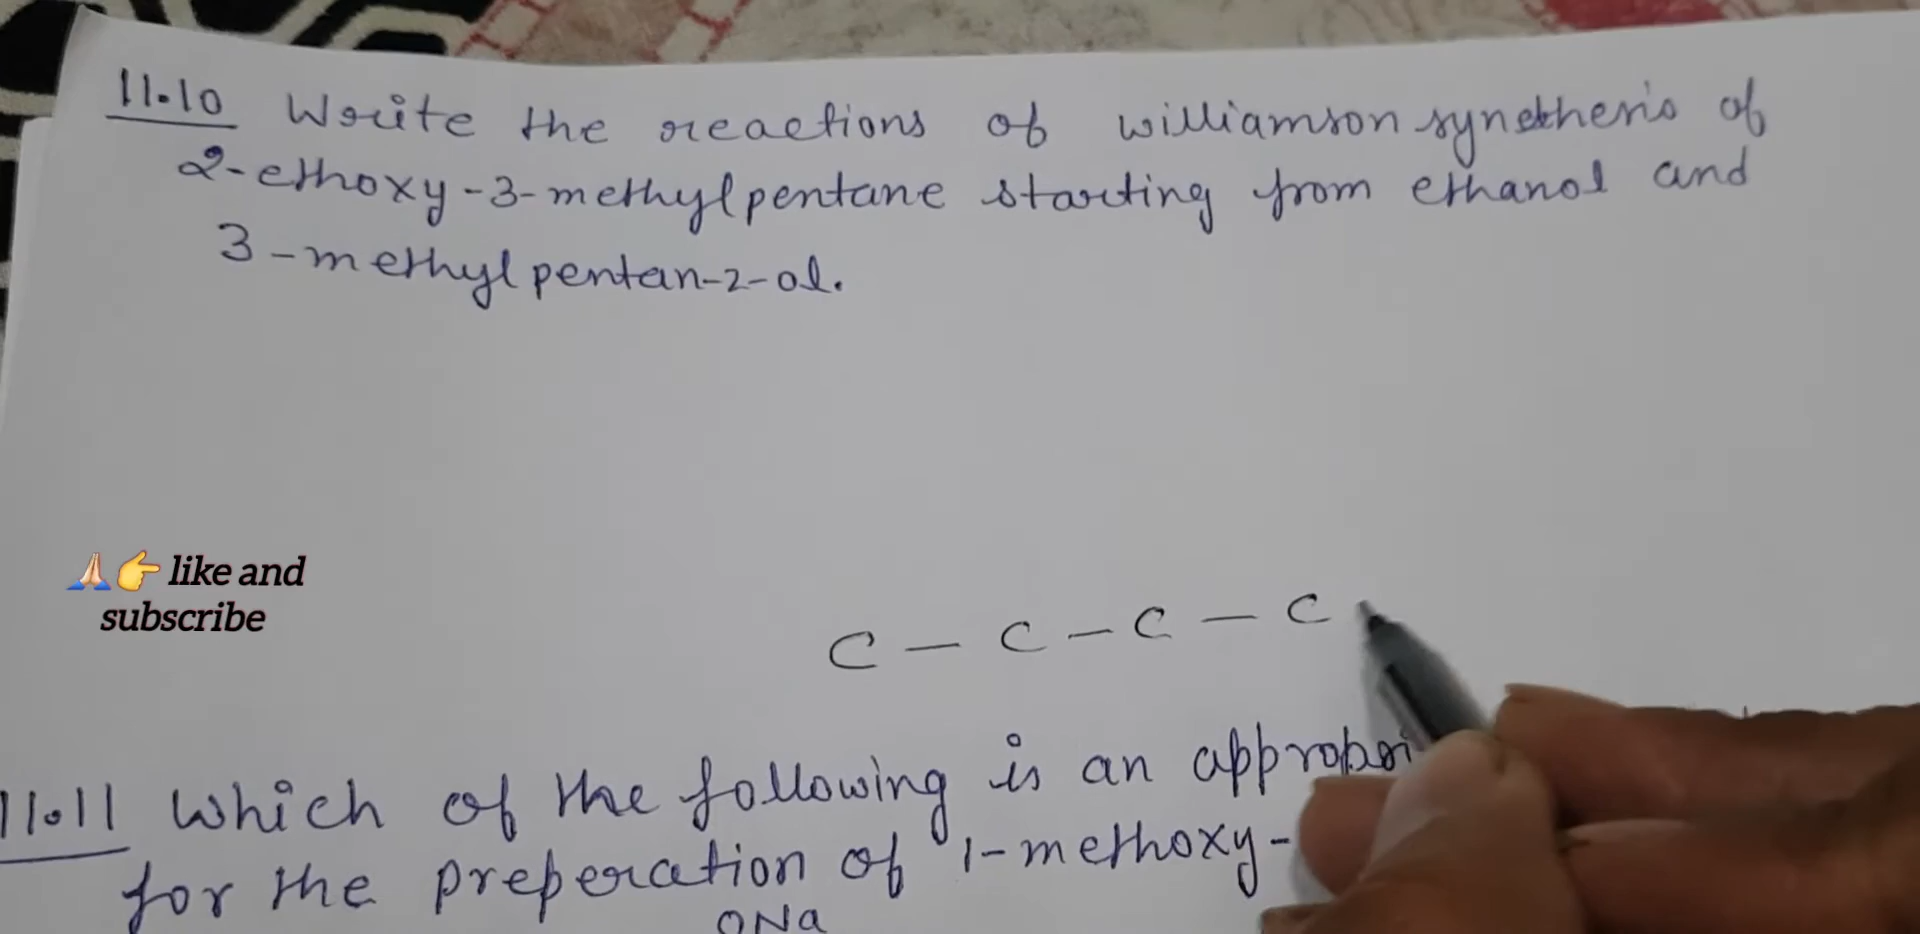 11.10 Write the reactions of williamson synethesis of
2-ethoxy-3-methylpentane starting from ethanol and
3-methylpentan-2-ol.
🙏👉 like and
subscribe
C - C - C - C
11.11 which of the following is an
for the preperation of 1-methoxy-
ONa